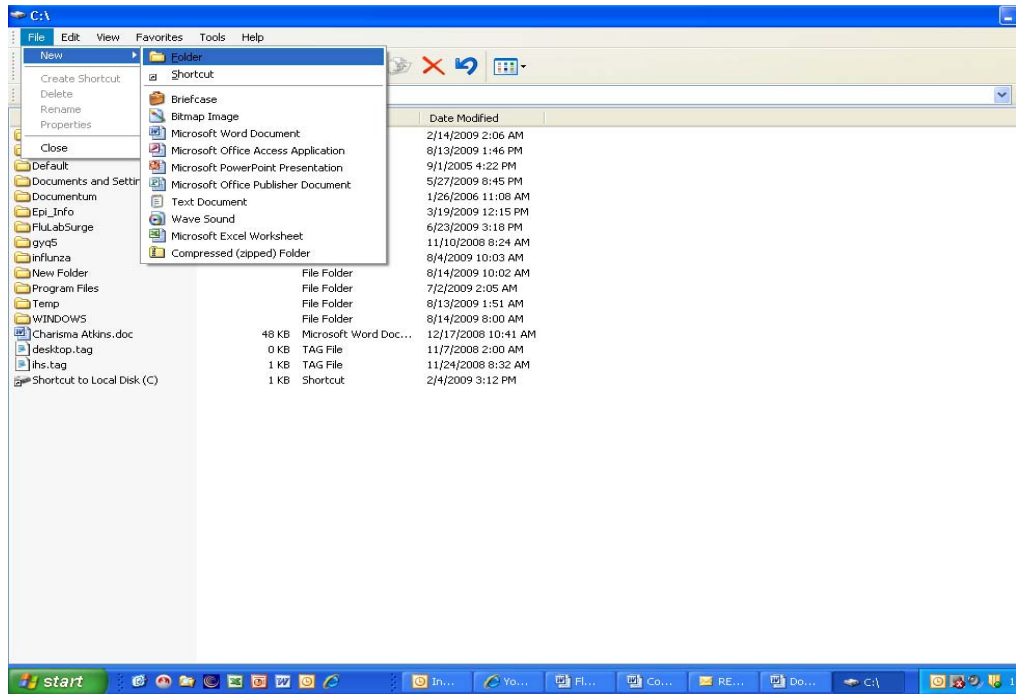 C:\
File Edit View Favorites Tools Help
New Folder
Create Shortcut Shortcut
Delete Briefcase
Rename Bitmap Image
Properties Microsoft Word Document
Close Microsoft Office Access Application
Microsoft PowerPoint Presentation
Microsoft Office Publisher Document
Text Document
Wave Sound
Microsoft Excel Worksheet
Compressed (zipped) Folder
Date Modified
2/14/2009 2:06 AM
8/13/2009 1:46 PM
Default 9/1/2005 4:22 PM
Documents and Settin 5/27/2009 8:45 PM
Documentum 1/26/2006 11:08 AM
Epi_Info 3/19/2009 12:15 PM
FluLabSurge 6/23/2009 3:18 PM
gyq5 11/10/2008 8:24 AM
influnza 8/4/2009 10:03 AM
New Folder File Folder 8/14/2009 10:02 AM
Program Files File Folder 7/2/2009 2:05 AM
Temp File Folder 8/13/2009 1:51 AM
WINDOWS File Folder 8/14/2009 8:00 AM
Charisma Atkins.doc 48 KB Microsoft Word Doc... 12/17/2008 10:41 AM
desktop.tag 0 KB TAG File 11/7/2008 2:00 AM
ihs.tag 1 KB TAG File 11/24/2008 8:32 AM
Shortcut to Local Disk (C) 1 KB Shortcut 2/4/2009 3:12 PM
start In... Yo... Fl... Co... RE... Do... C:\ 1